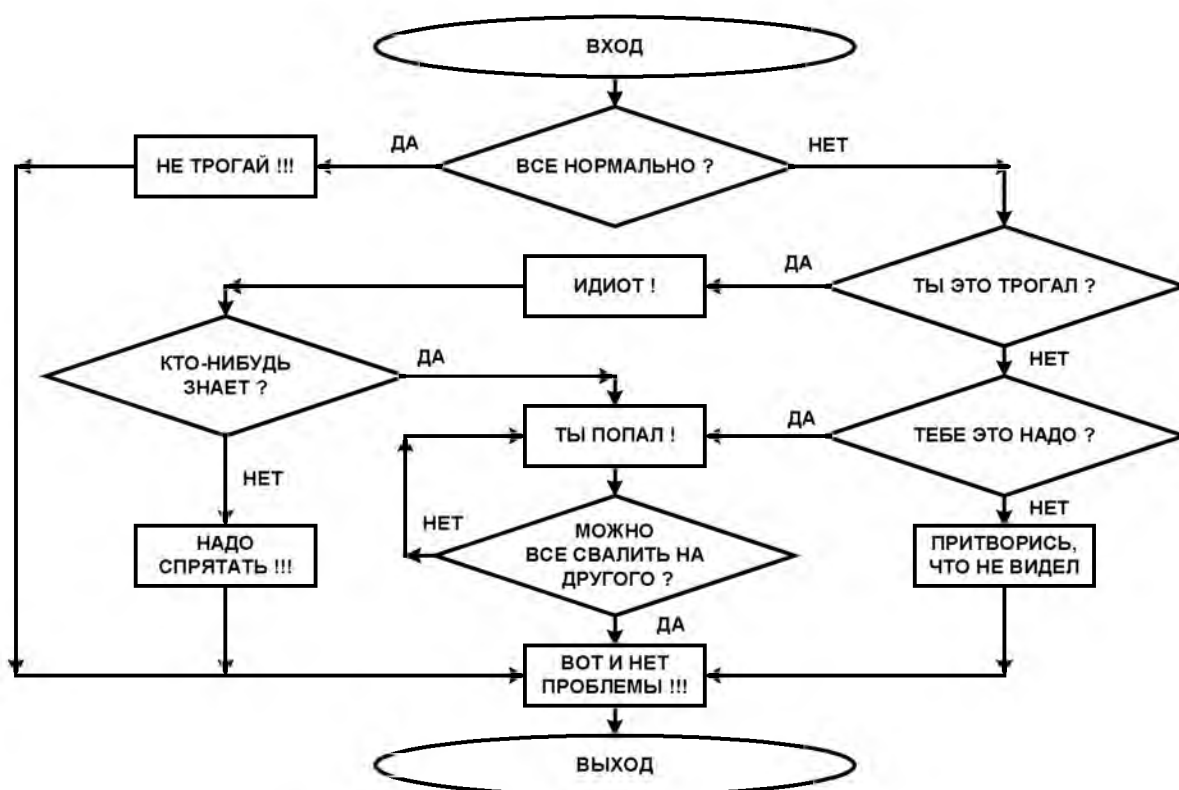 ВХОД
ДА
НЕТ
НЕ ТРОГАЙ !!!
ВСЕ НОРМАЛЬНО ?
ДА
ИДИОТ !
ТЫ ЭТО ТРОГАЛ ?
КТО-НИБУДЬ
ЗНАЕТ ?
ДА
НЕТ
ТЫ ПОПАЛ !
ДА
ТЕБЕ ЭТО НАДО ?
НЕТ
НЕТ
НЕТ
НАДО
СПРЯТАТЬ !!!
МОЖНО
ВСЕ СВАЛИТЬ НА
ДРУГОГО ?
ПРИТВОРИСЬ,
ЧТО НЕ ВИДЕЛ
ДА
ВОТ И НЕТ
ПРОБЛЕМЫ !!!
ВЫХОД